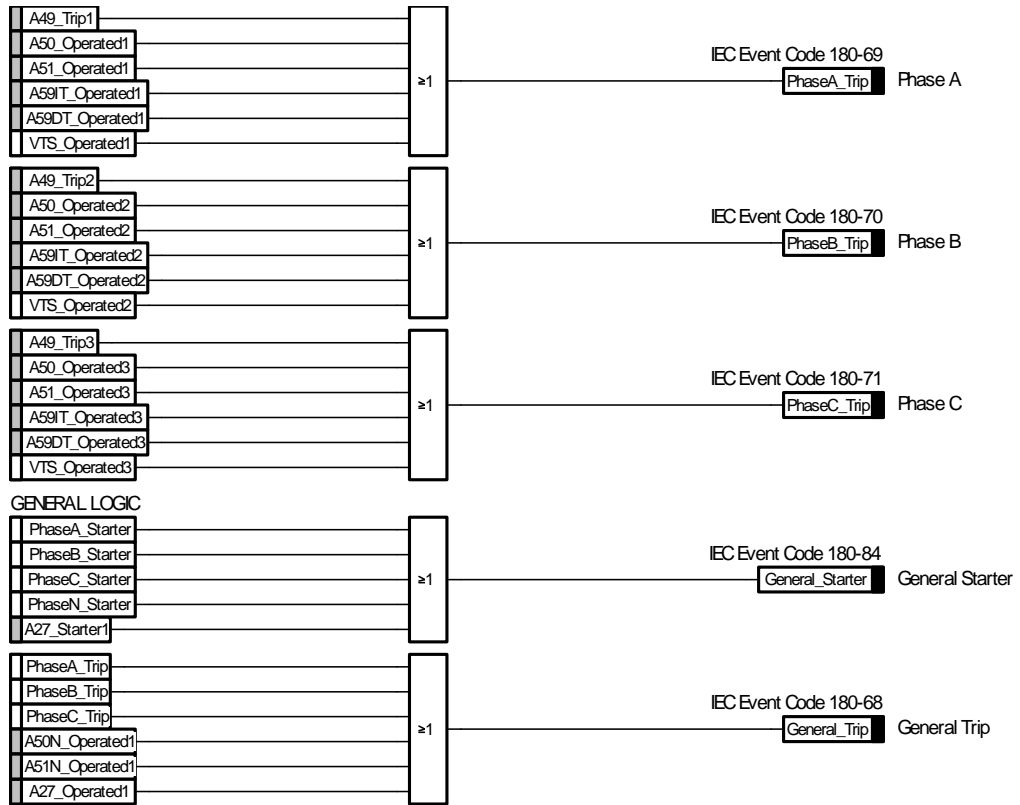 A49_Trip1
A50_Operated1
A51_Operated1
A59IT_Operated1
A59DT_Operated1
VTS_Operated1
≥1
IEC Event Code 180-69
PhaseA_Trip
Phase A
A49_Trip2
A50_Operated2
A51_Operated2
A59IT_Operated2
A59DT_Operated2
VTS_Operated2
≥1
IEC Event Code 180-70
PhaseB_Trip
Phase B
A49_Trip3
A50_Operated3
A51_Operated3
A59IT_Operated3
A59DT_Operated3
VTS_Operated3
≥1
IEC Event Code 180-71
PhaseC_Trip
Phase C
GENERAL LOGIC
PhaseA_Starter
PhaseB_Starter
PhaseC_Starter
PhaseN_Starter
A27_Starter1
≥1
IEC Event Code 180-84
General_Starter
General Starter
PhaseA_Trip
PhaseB_Trip
PhaseC_Trip
A50N_Operated1
A51N_Operated1
A27_Operated1
≥1
IEC Event Code 180-68
General_Trip
General Trip